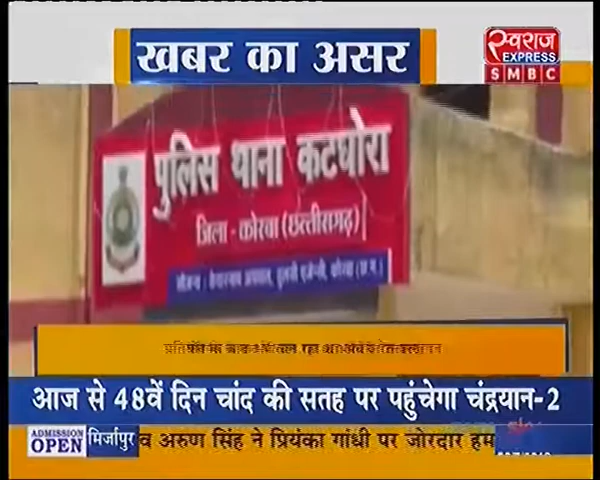 खबर का असर
स्वराज
EXPRESS
SMBC
पुलिस थाना कटघोरा
जिला - कोरबा (छत्तीसगढ़)
आज से 48वें दिन चांद की सतह पर पहुंचेगा चंद्रयान-2
ADMISSION
OPEN
मिर्जापुर
व अरुण सिंह ने प्रियंका गांधी पर जोरदार हम